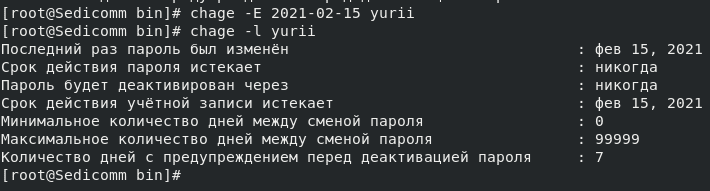 [root@Sedicomm bin]# chage -E 2021-02-15 yurii
[root@Sedicomm bin]# chage -l yurii
Последний раз пароль был изменён : фев 15, 2021
Срок действия пароля истекает : никогда
Пароль будет деактивирован через : никогда
Срок действия учётной записи истекает : фев 15, 2021
Минимальное количество дней между сменой пароля : 0
Максимальное количество дней между сменой пароля : 99999
Количество дней с предупреждением перед деактивацией пароля : 7
[root@Sedicomm bin]#